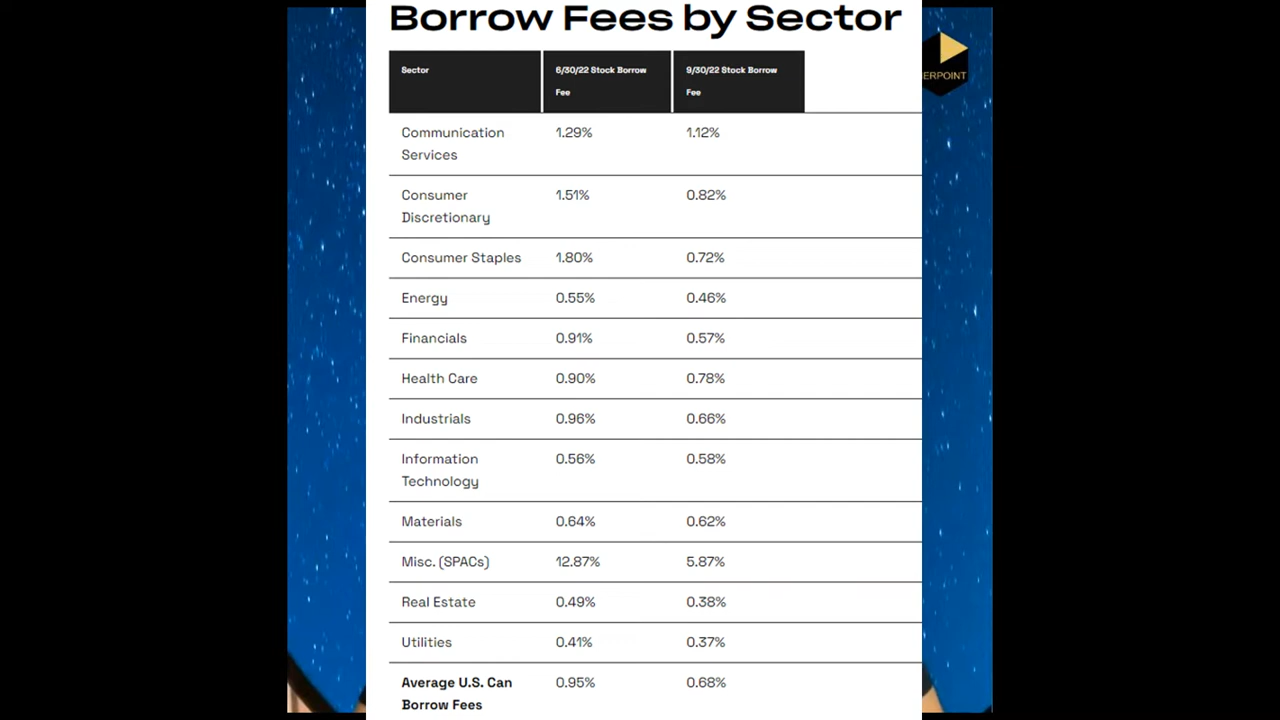 Borrow Fees by Sector
Sector
6/30/22 Stock Borrow
Fee
9/30/22 Stock Borrow
Fee
Communication
Services
1.29%
1.12%
Consumer
Discretionary
1.51%
0.82%
Consumer Staples
1.80%
0.72%
Energy
0.55%
0.46%
Financials
0.91%
0.57%
Health Care
0.90%
0.78%
Industrials
0.96%
0.66%
Information
Technology
0.56%
0.58%
Materials
0.64%
0.62%
Misc. (SPACs)
12.87%
5.87%
Real Estate
0.49%
0.38%
Utilities
0.41%
0.37%
Average U.S. Can
Borrow Fees
0.95%
0.68%
ERPOINT